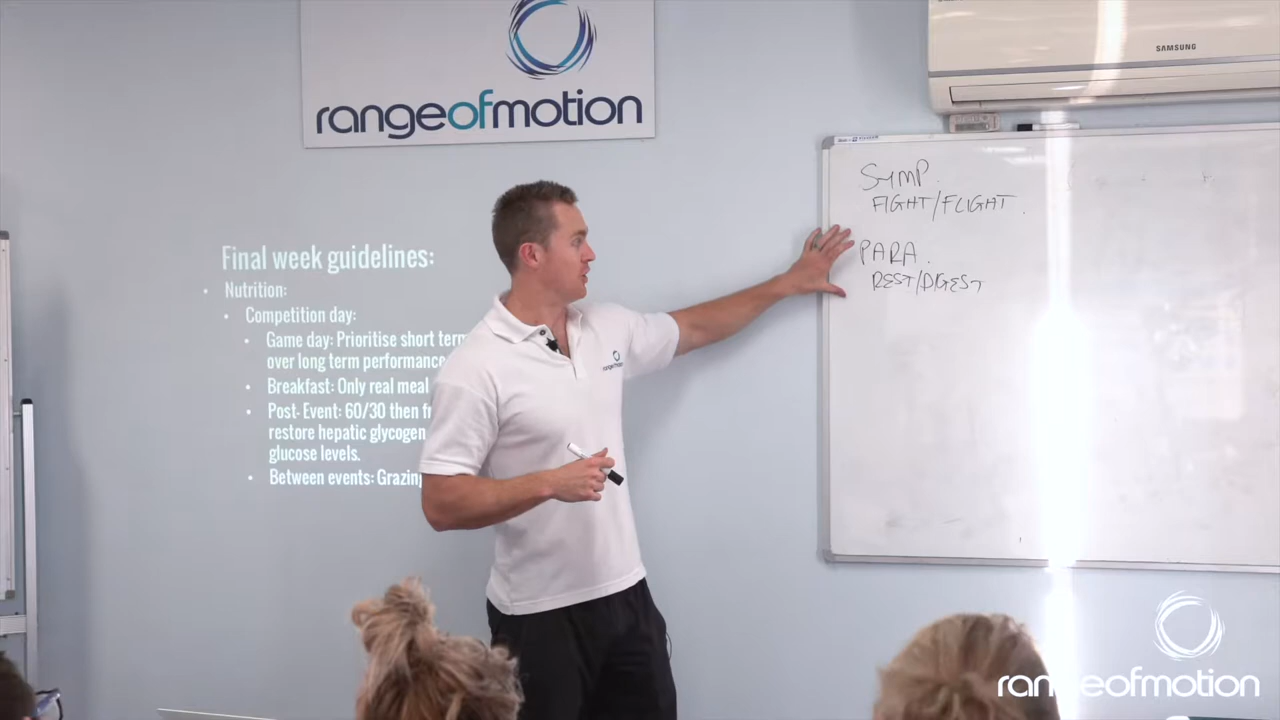 rangeofmotion
SAMSUNG
SYMP.
FIGHT/FLIGHT.
PARA.
REST/DIGEST
Final week guidelines:
• Nutrition:
• Competition day:
• Game day: Prioritise short term
over long term performance
• Breakfast: Only real meal
• Post- Event: 60/30 then
restore hepatic glycogen
glucose levels.
• Between events: Grazing
rangeofmotion